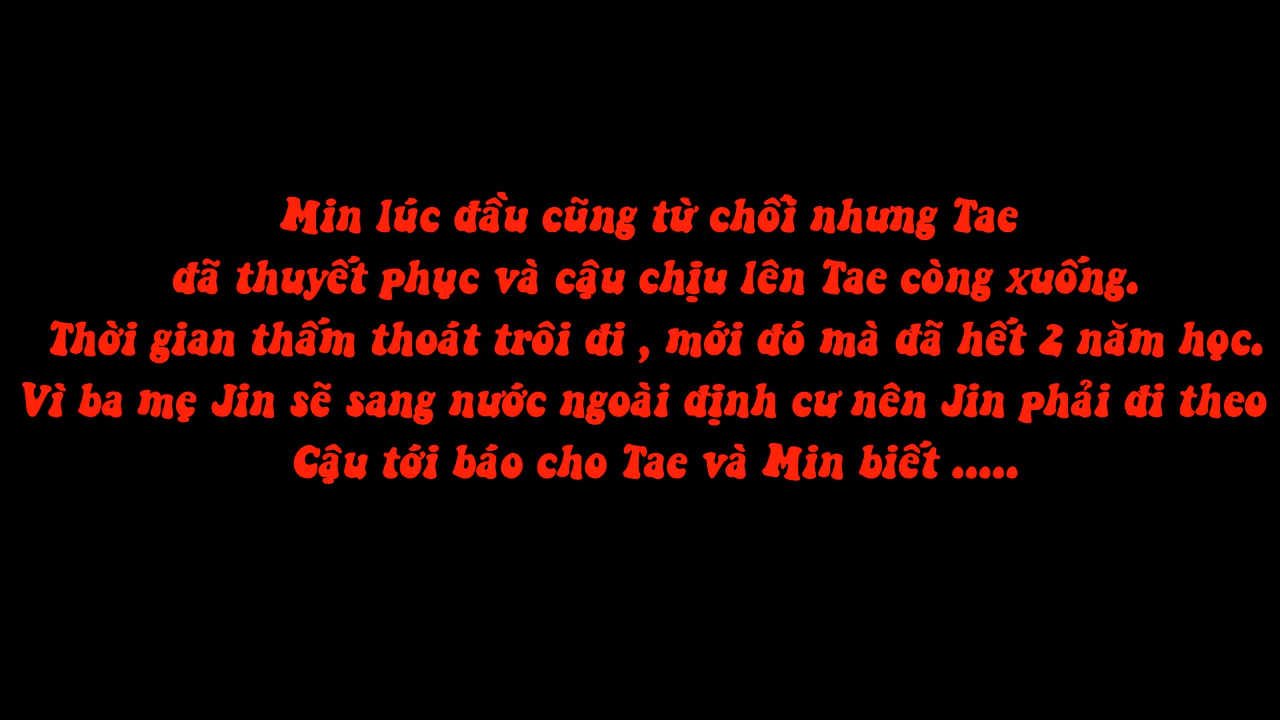 Min lúc đầu cũng từ chối nhưng Tae
đã thuyết phục và cậu chịu lên Tae còng xuống.
Thời gian thấm thoát trôi đi , mới đó mà đã hết 2 năm học.
Vì ba mẹ Jin sẽ sang nước ngoài định cư nên Jin phải đi theo
Cậu tới báo cho Tae và Min biết .....